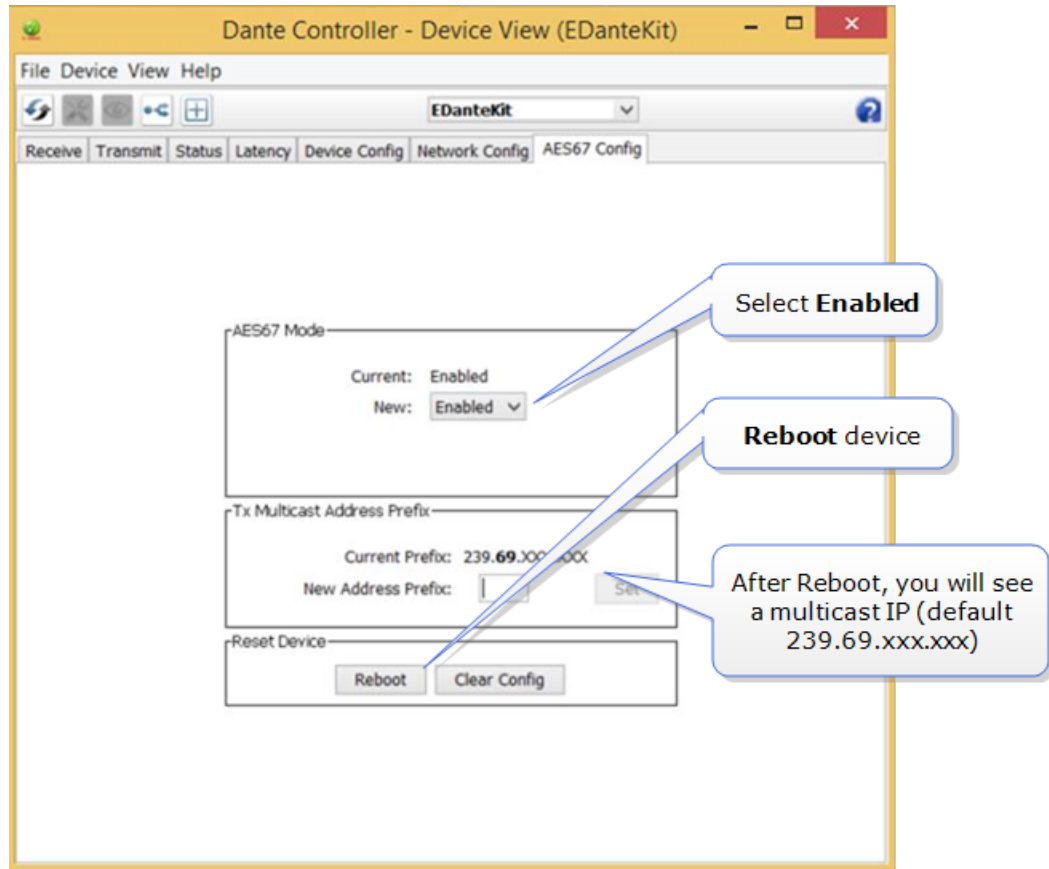 Dante Controller - Device View (EDanteKit)
File Device View Help
EDanteKit
Receive Transmit Status Latency Device Config Network Config AES67 Config
Select Enabled
AES67 Mode
Current: Enabled
New: Enabled
Reboot device
Tx Multicast Address Prefix
Current Prefix: 239.69.XXX.XXX
New Address Prefix:
Set
After Reboot, you will see
a multicast IP (default
239.69.xxx.xxx)
Reset Device
Reboot Clear Config